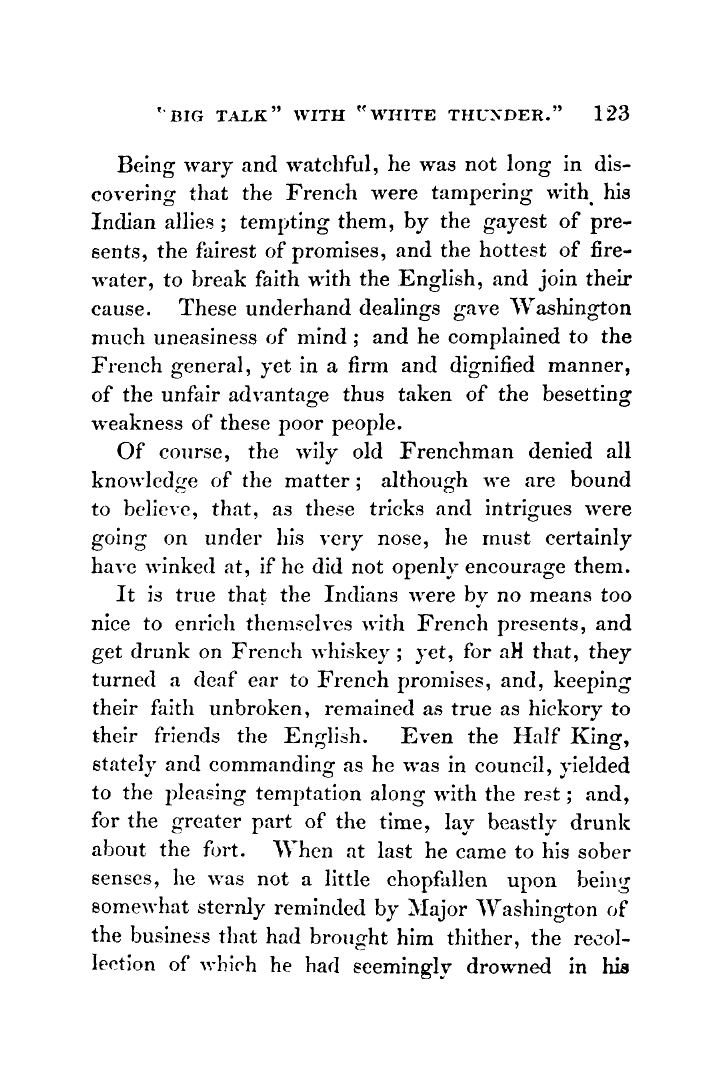 "BIG TALK" WITH "WHITE THUNDER." 123
Being wary and watchful, he was not long in dis-
covering that the French were tampering with his
Indian allies ; tempting them, by the gayest of pre-
sents, the fairest of promises, and the hottest of fire-
water, to break faith with the English, and join their
cause. These underhand dealings gave Washington
much uneasiness of mind ; and he complained to the
French general, yet in a firm and dignified manner,
of the unfair advantage thus taken of the besetting
weakness of these poor people.
Of course, the wily old Frenchman denied all
knowledge of the matter ; although we are bound
to believe, that, as these tricks and intrigues were
going on under his very nose, he must certainly
have winked at, if he did not openly encourage them.
It is true that the Indians were by no means too
nice to enrich themselves with French presents, and
get drunk on French whiskey ; yet, for all that, they
turned a deaf ear to French promises, and, keeping
their faith unbroken, remained as true as hickory to
their friends the English. Even the Half King,
stately and commanding as he was in council, yielded
to the pleasing temptation along with the rest ; and,
for the greater part of the time, lay beastly drunk
about the fort. When at last he came to his sober
senses, he was not a little chopfallen upon being
somewhat sternly reminded by Major Washington of
the business that had brought him thither, the recol-
lection of which he had seemingly drowned in his